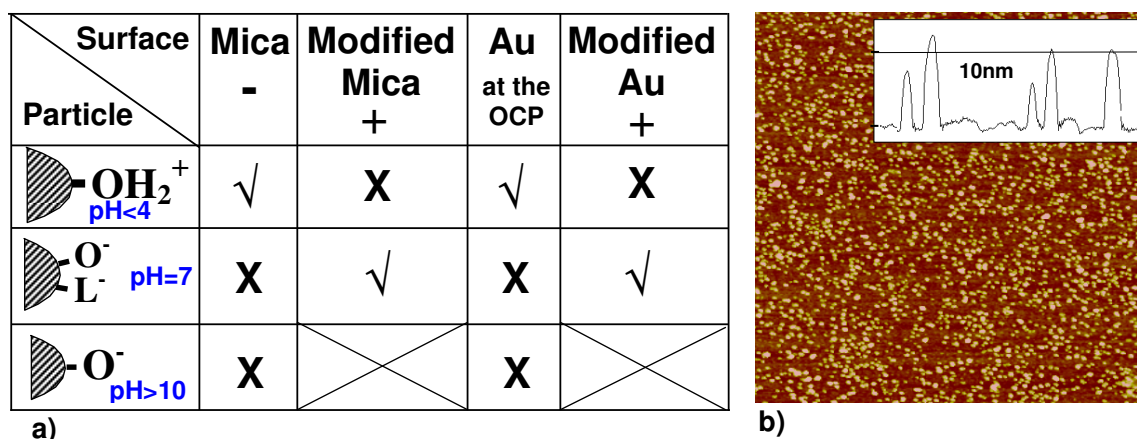 Surface
Particle
Mica
-
Modified
Mica
+
Au
at the
OCP
Modified
Au
+
OH2+
pH<4
√ X √ X
O-
L-
pH=7
X √ X √
O-
pH>10
X X
a)
10nm
b)